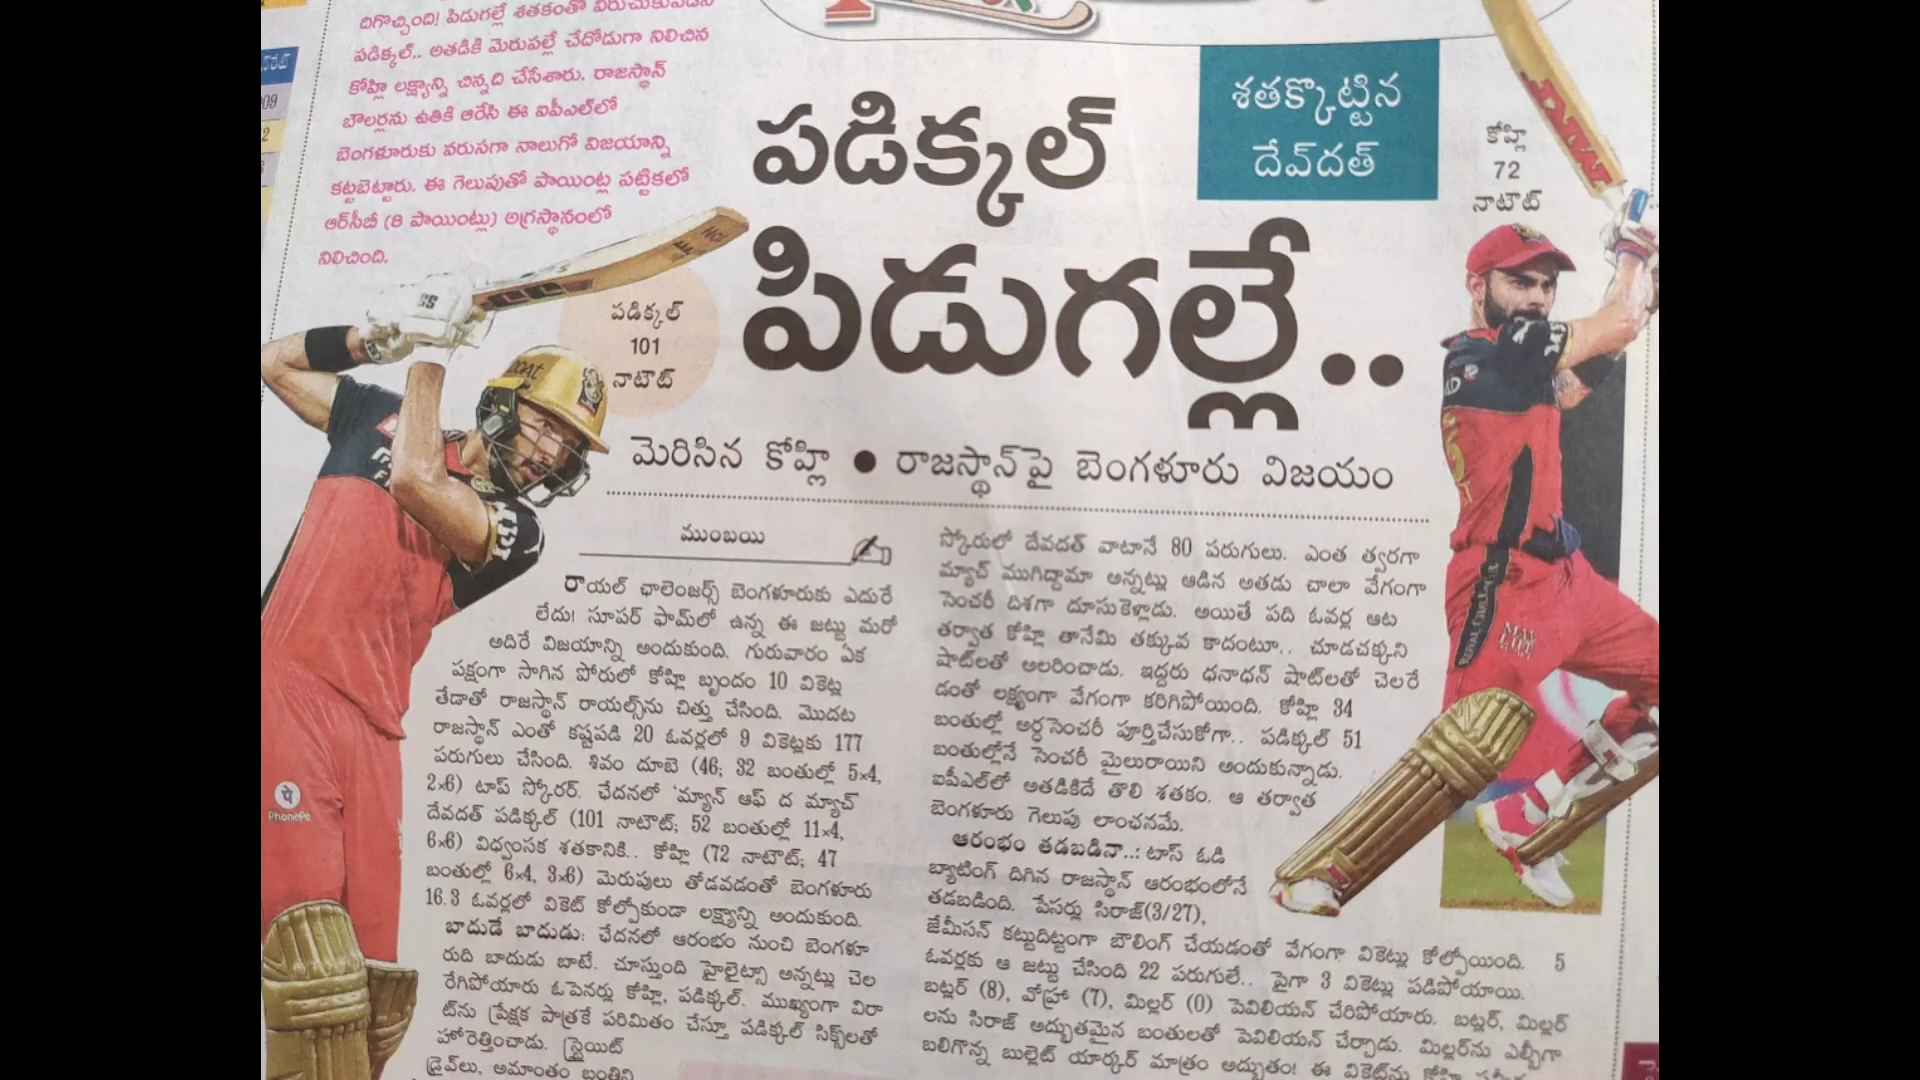 దిగొచ్చింది! పిడుగల్లే శతకంతో విరుచుకుపడిన
పడిక్కల్.. అతడికి మెరుపల్లే చేదోడుగా నిలిచిన
కోహ్లి లక్ష్యాన్ని చిన్నది చేసేశారు. రాజస్థాన్
బౌలర్లను ఉతికి ఆరేసి ఈ ఐపీఎల్‌లో
బెంగళూరుకు వరుసగా నాలుగో విజయాన్ని
కట్టబెట్టారు. ఈ గెలుపుతో పాయింట్ల పట్టికలో
ఆర్‌సీబీ (8 పాయింట్లు) అగ్రస్థానంలో
నిలిచింది.
శతక్కొట్టిన
దేవ్‌దత్
పడిక్కల్
పిడుగల్లే..
కోహ్లి
72
నాటౌట్
పడిక్కల్
101
నాటౌట్
మెరిసిన కోహ్లి ● రాజస్థాన్‌పై బెంగళూరు విజయం
ముంబయి
రాయల్ ఛాలెంజర్స్ బెంగళూరుకు ఎదురే
లేదు! సూపర్ ఫామ్‌లో ఉన్న ఈ జట్టు మరో
అదిరే విజయాన్ని అందుకుంది. గురువారం ఏక
పక్షంగా సాగిన పోరులో కోహ్లి బృందం 10 వికెట్ల
తేడాతో రాజస్థాన్ రాయల్స్‌ను చిత్తు చేసింది. మొదట
రాజస్థాన్ ఎంతో కష్టపడి 20 ఓవర్లలో 9 వికెట్లకు 177
పరుగులు చేసింది. శివం దూబె (46; 32 బంతుల్లో 5×4,
2×6) టాప్ స్కోరర్. ఛేదనలో ‘మ్యాన్ ఆఫ్ ద మ్యాచ్’
దేవదత్ పడిక్కల్ (101 నాటౌట్; 52 బంతుల్లో 11×4,
6×6) విధ్వంసక శతకానికి.. కోహ్లి (72 నాటౌట్; 47
బంతుల్లో 6×4, 3×6) మెరుపులు తోడవడంతో బెంగళూరు
16.3 ఓవర్లలో వికెట్ కోల్పోకుండా లక్ష్యాన్ని అందుకుంది.
బాదుడే బాదుడు: ఛేదనలో ఆరంభం నుంచి బెంగళూ
రుది బాదుడు బాటే. చూస్తుంది హైలైట్సా అన్నట్లు చెల
రేగిపోయారు ఓపెనర్లు కోహ్లి, పడిక్కల్. ముఖ్యంగా విరా
ట్‌ను ప్రేక్షక పాత్రకే పరిమితం చేస్తూ పడిక్కల్ సిక్స్‌లతో
హోరెత్తించాడు. స్ట్రెయిట్
డ్రైవ్‌లు, అమాంతం బంతిని
స్కోరులో దేవదత్ వాటానే 80 పరుగులు. ఎంత త్వరగా
మ్యాచ్ ముగిద్దామా అన్నట్లు ఆడిన అతడు చాలా వేగంగా
సెంచరీ దిశగా దూసుకెళ్లాడు. అయితే పది ఓవర్ల ఆట
తర్వాత కోహ్లి తానేమి తక్కువ కాదంటూ.. చూడచక్కని
షాట్‌లతో అలరించాడు. ఇద్దరు ధనాధన్ షాట్‌లతో చెలరే
డంతో లక్ష్యంగా వేగంగా కరిగిపోయింది. కోహ్లి 34
బంతుల్లో అర్ధసెంచరీ పూర్తిచేసుకోగా.. పడిక్కల్ 51
బంతుల్లోనే సెంచరీ మైలురాయిని అందుకున్నాడు.
ఐపీఎల్‌లో అతడికిదే తొలి శతకం. ఆ తర్వాత
బెంగళూరు గెలుపు లాంఛనమే.
ఆరంభం తడబడినా..: టాస్ ఓడి
బ్యాటింగ్ దిగిన రాజస్థాన్ ఆరంభంలోనే
తడబడింది. పేసర్లు సిరాజ్(3/27),
జేమీసన్ కట్టుదిట్టంగా బౌలింగ్ చేయడంతో వేగంగా వికెట్లు కోల్పోయింది. 5
ఓవర్లకు ఆ జట్టు చేసింది 22 పరుగులే.. పైగా 3 వికెట్లు పడిపోయాయి.
బట్లర్ (8), వోహ్రా (7), మిల్లర్ (0) పెవిలియన్ చేరిపోయారు. బట్లర్, మిల్లర్
లను సిరాజ్ అద్భుతమైన బంతులతో పెవిలియన్ చేర్చాడు. మిల్లర్‌ను ఎల్బీగా
బలిగొన్న బుల్లెట్ యార్కర్ మాత్రం అద్భుతం! ఈ వికెట్‌ను కోహ్లి
PhonePe